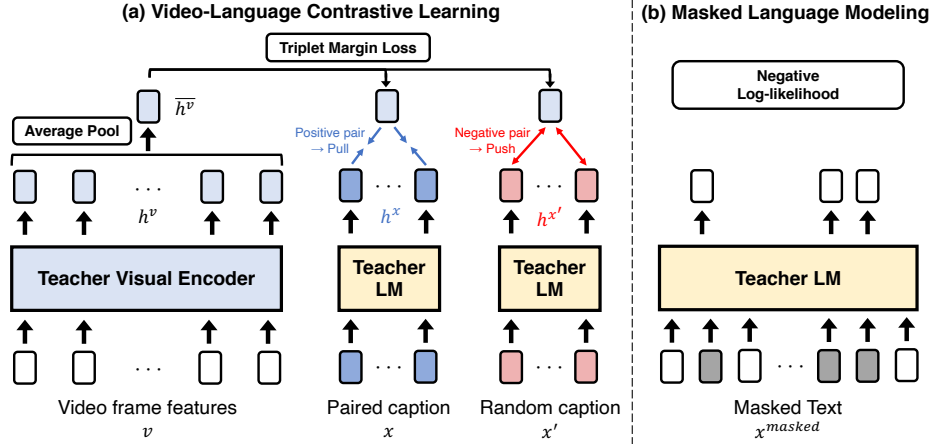 (a) Video-Language Contrastive Learning
(b) Masked Language Modeling
Triplet Margin Loss
Negative
Log-likelihood
$\overline{h^v}$
Average Pool
Positive pair
→ Pull
Negative pair
→ Push
. . .
. . .
. . .
$h^v$
$h^x$
$h^{x'}$
Teacher Visual Encoder
Teacher
LM
Teacher
LM
Teacher LM
. . .
. . .
. . .
. . .
Video frame features
$v$
Paired caption
$x$
Random caption
$x'$
Masked Text
$x^{masked}$